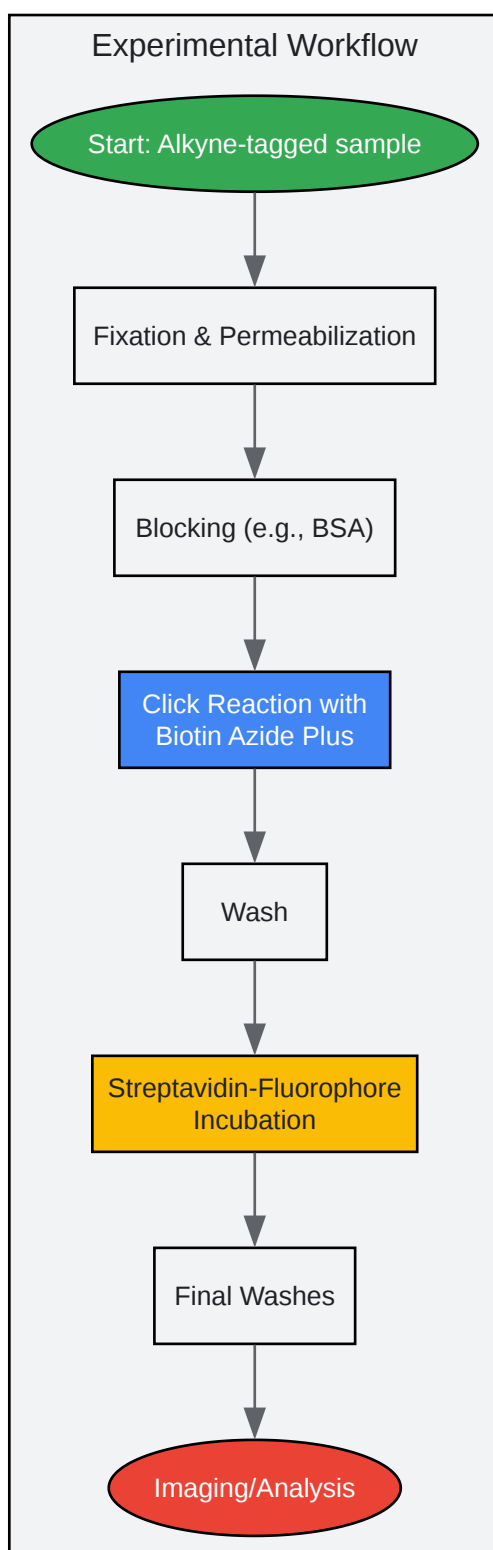 Experimental Workflow
Start: Alkyne-tagged sample
Fixation & Permeabilization
Blocking (e.g., BSA)
Click Reaction with
Biotin Azide Plus
Wash
Streptavidin-Fluorophore
Incubation
Final Washes
Imaging/Analysis